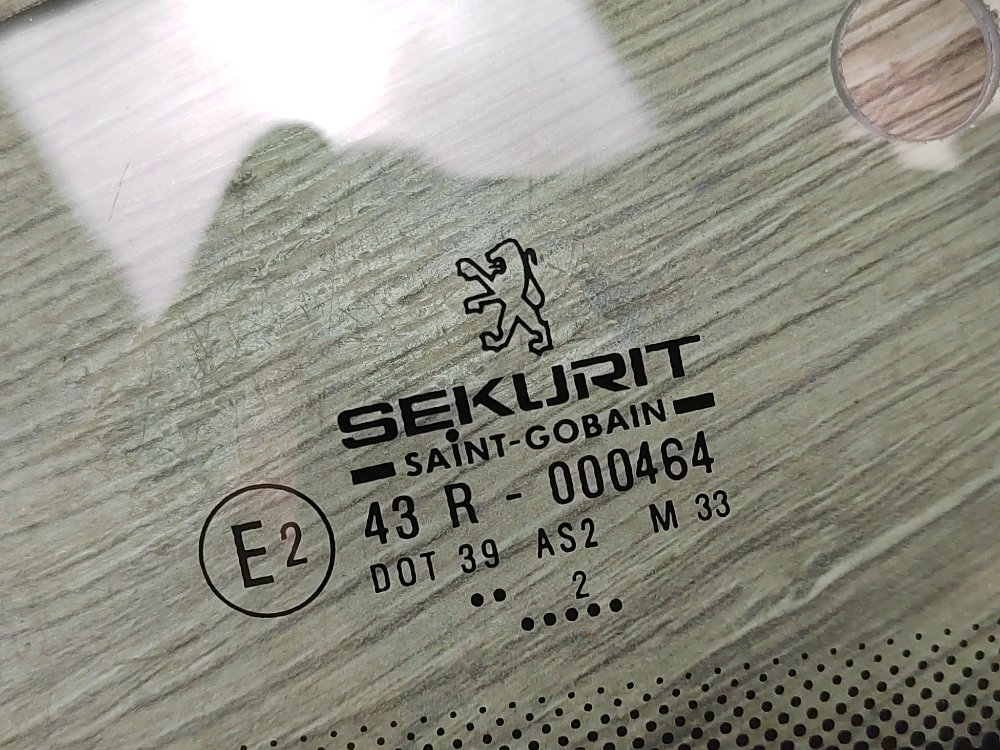 SEKURIT
SAINT-GOBAIN
E2
43 R - 000464
DOT 39 AS2 M 33
.. 2
.....